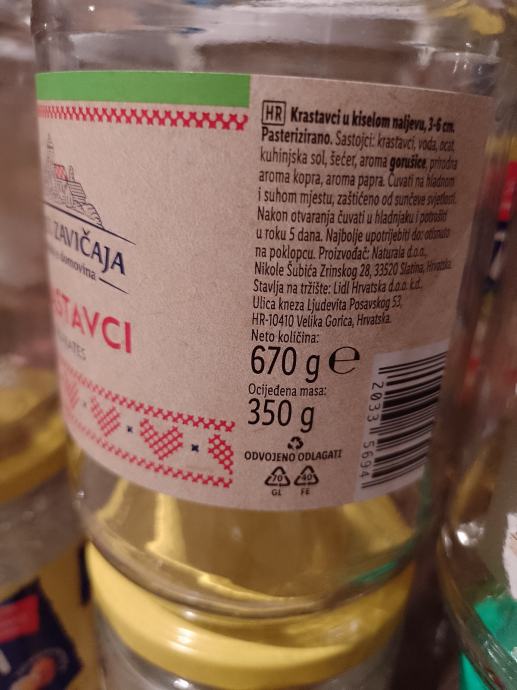 ZAVIČAJA
domovina
STAVCI
HR Krastavci u kiselom naljevu, 3-6 cm.
Pasterizirano. Sastojci: krastavci, voda, ocat,
kuhinjska sol, šećer, aroma gorušice, prirodna
aroma kopra, aroma papra. Čuvati na hladnom
i suhom mjestu, zaštićeno od sunčeve svjetlosti.
Nakon otvaranja čuvati u hladnjaku i potrošiti
u roku 5 dana. Najbolje upotrijebiti do: otisnuto
na poklopcu. Proizvođač: Naturala d.o.o.,
Nikole Šubića Zrinskog 28, 33520 Slatina, Hrvatska.
Stavlja na tržište: Lidl Hrvatska d.o.o. k.d.,
Ulica kneza Ljudevita Posavskog 53,
HR-10410 Velika Gorica, Hrvatska.
Neto količina:
670 g ℮
Ocijeđena masa:
350 g
ODVOJENO ODLAGATI
70 40
GL FE
2033 5694